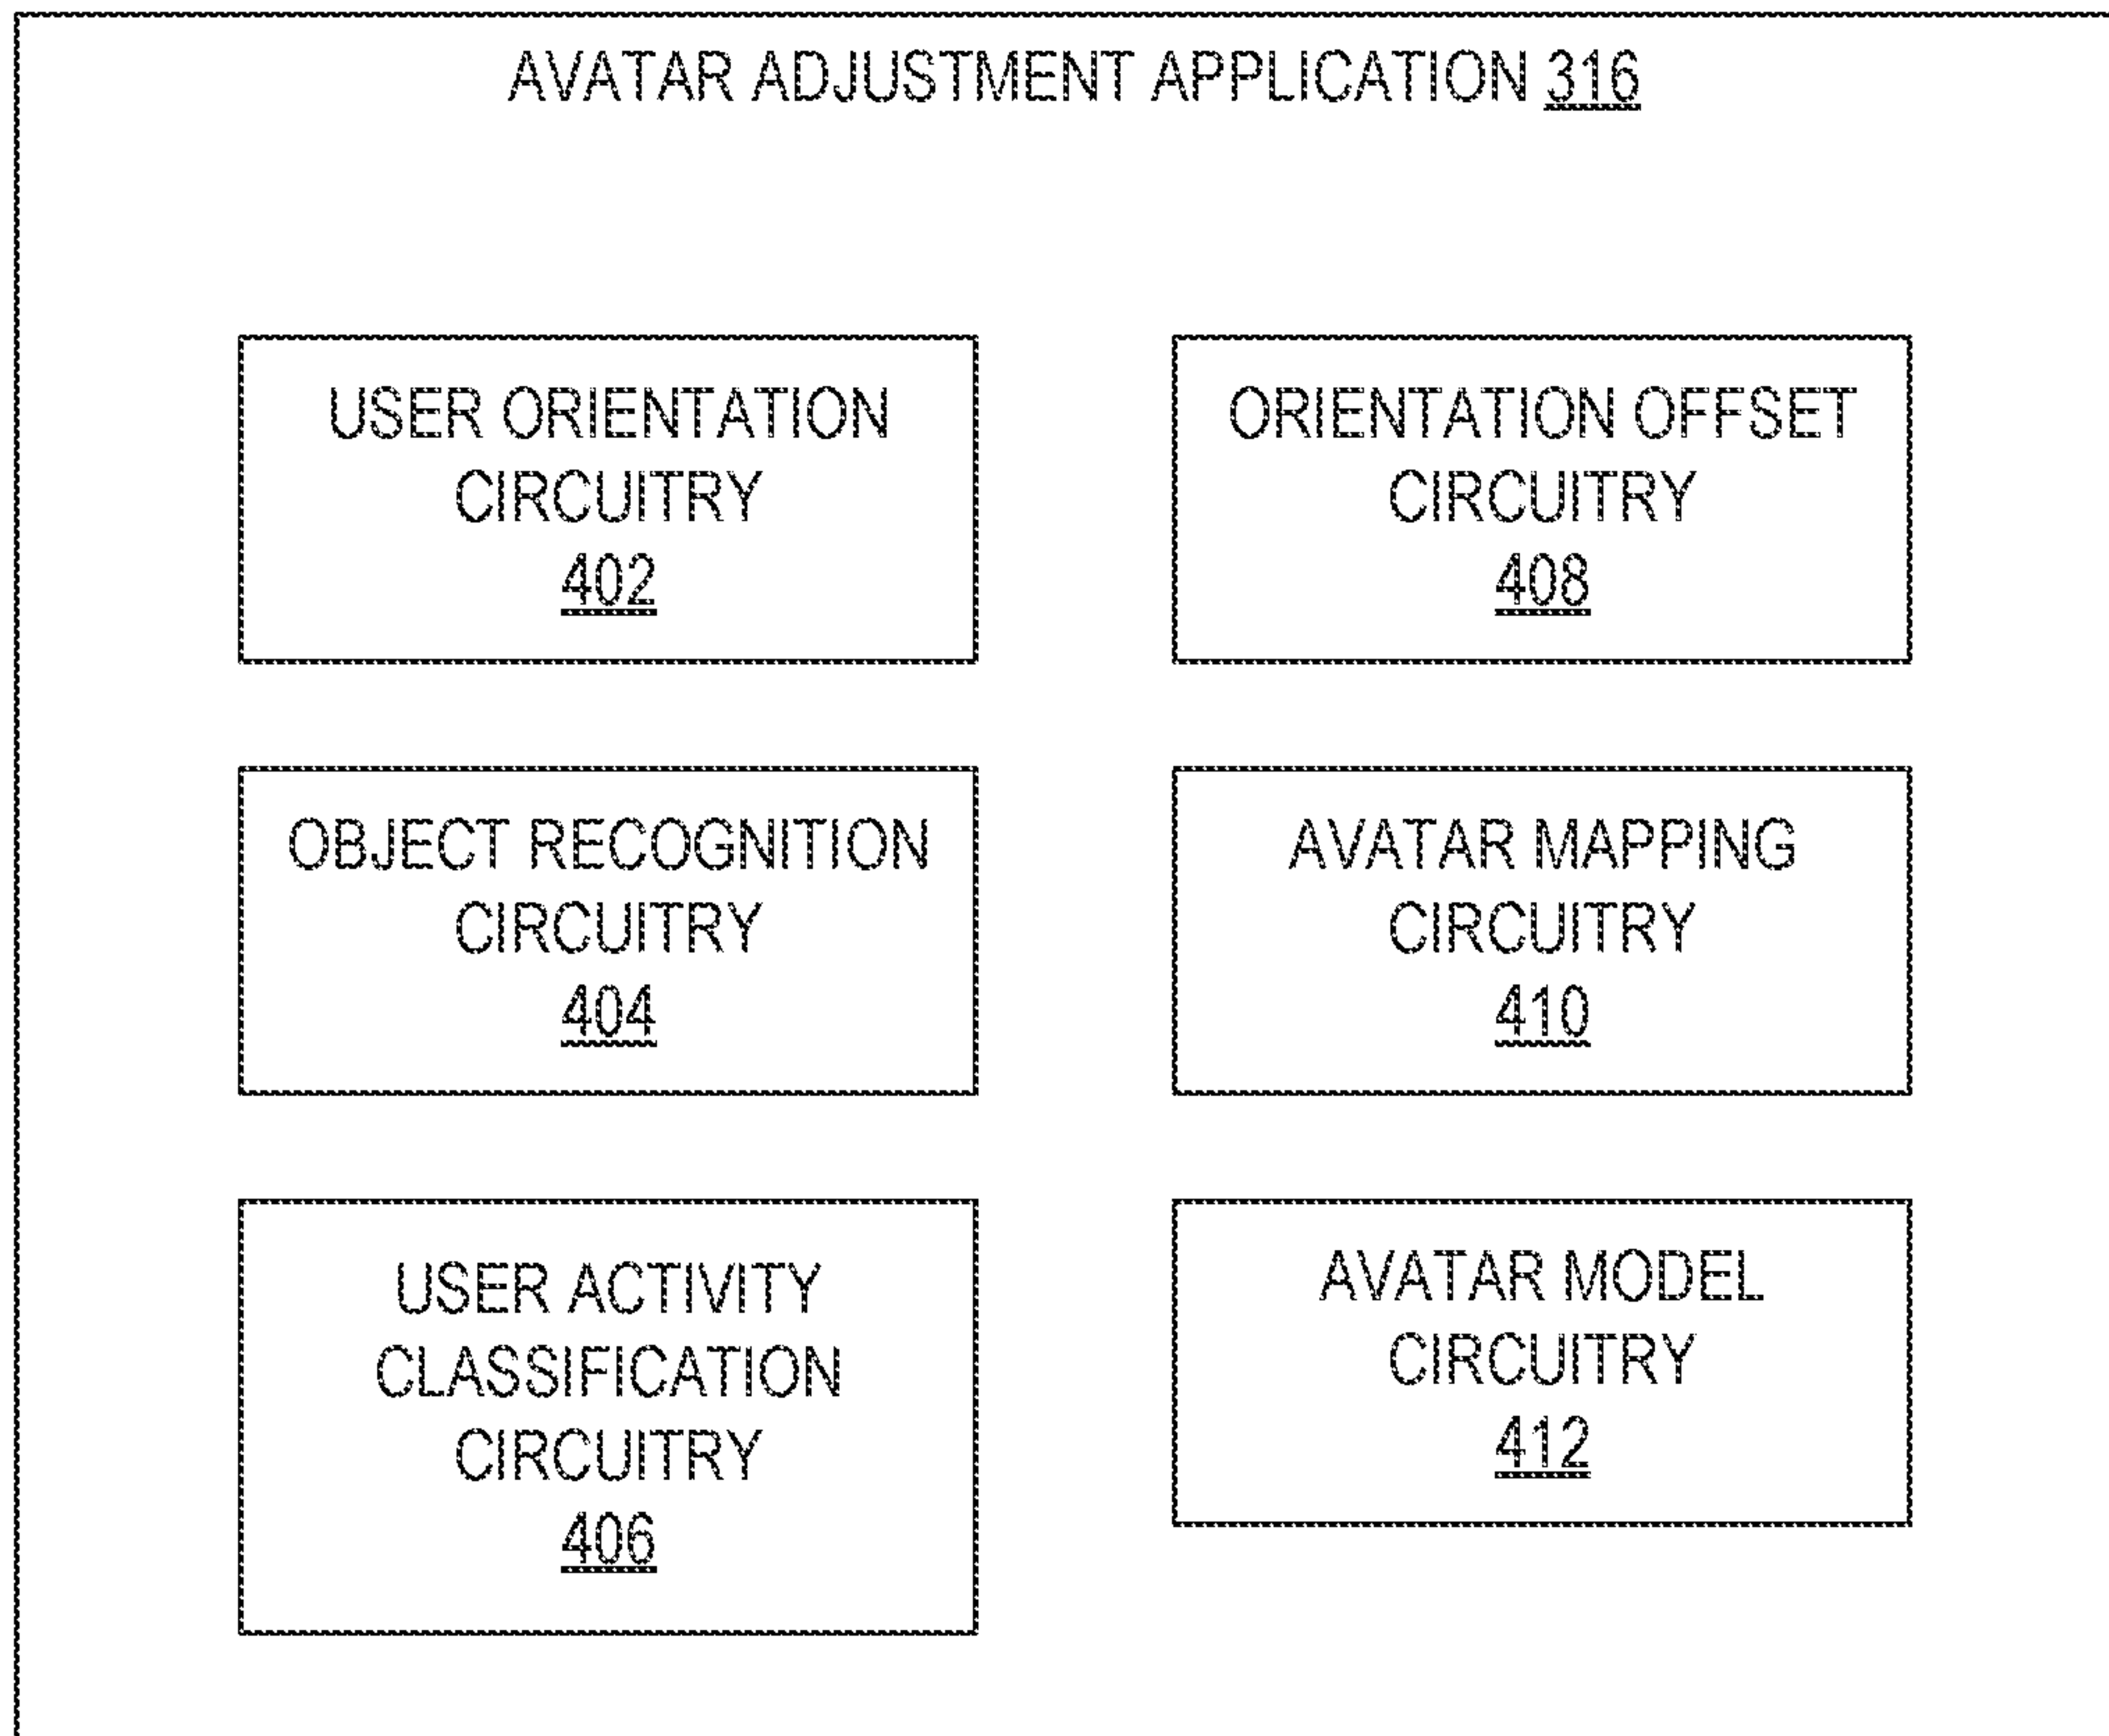 AVATAR ADJUSTMENT APPLICATION 316
USER ORIENTATION
CIRCUITRY
402
OBJECT RECOGNITION
CIRCUITRY
404
USER ACTIVITY
CLASSIFICATION
CIRCUITRY
406
ORIENTATION OFFSET
CIRCUITRY
408
AVATAR MAPPING
CIRCUITRY
410
AVATAR MODEL
CIRCUITRY
412